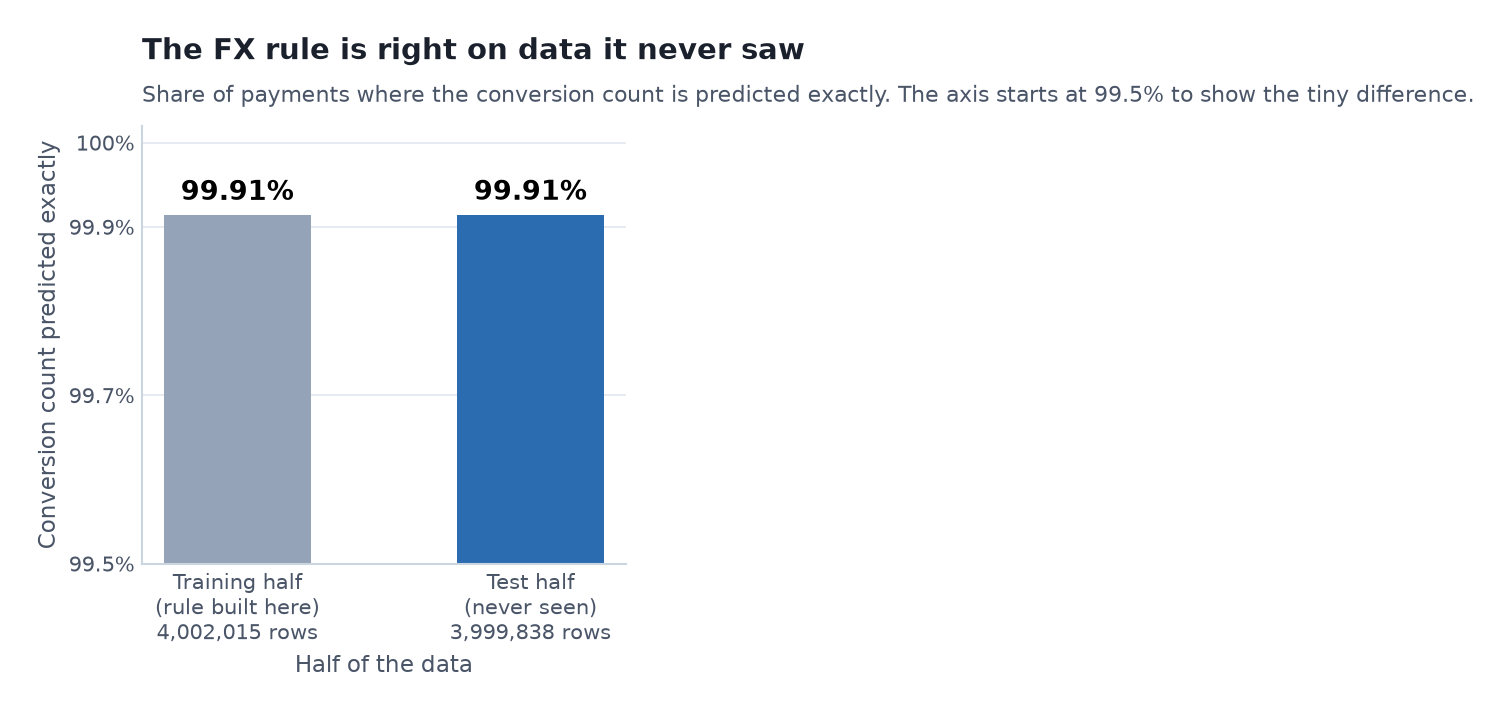 The FX rule is right on data it never saw
Share of payments where the conversion count is predicted exactly. The axis starts at 99.5% to show the tiny difference.
Conversion count predicted exactly
100%
99.9%
99.7%
99.5%
99.91%
99.91%
Training half
(rule built here)
4,002,015 rows
Test half
(never seen)
3,999,838 rows
Half of the data